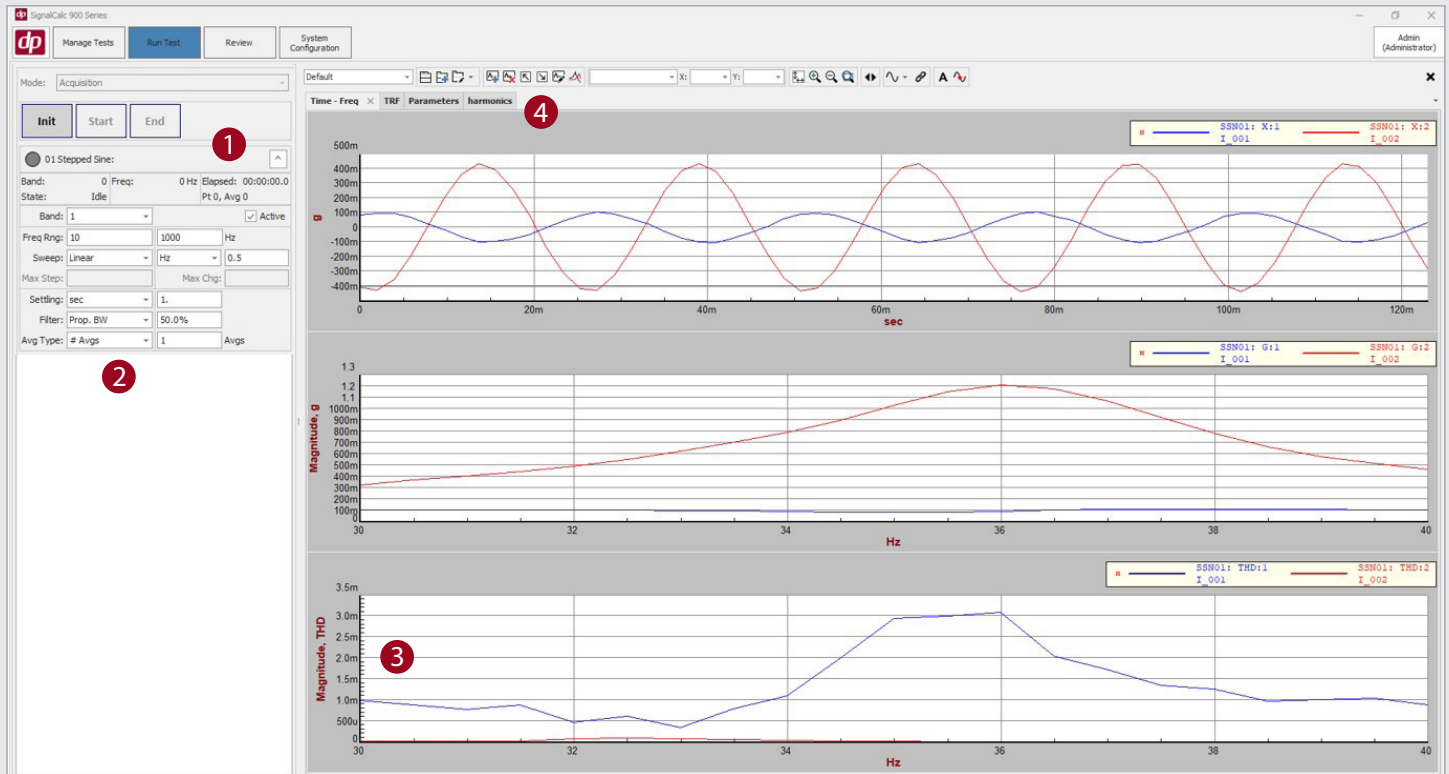 dp SignalCalc 900 Series
dp
Manage Tests
Run Test
Review
System
Configuration
Admin
(Administrator)
Mode: Acquisition
Init Start End
1
01 Stepped Sine:
Band: 0 Freq: 0 Hz Elapsed: 00:00:00.0
State: Idle Pt 0, Avg 0
Band: 1 Active
Freq Rng: 10 1000 Hz
Sweep: Linear Hz 0.5
Max Step: Max Chg:
Settling: sec 1.
Filter: Prop. BW 50.0%
Avg Type: # Avgs 1 Avgs
2
Default X: Y: A
Time - Freq TRF Parameters harmonics
4
SSN01: X:1 SSN01: X:2
I_001 I_002
500m
400m
300m
200m
100m
0
-100m
-200m
-300m
-400m
g
0 20m 40m 60m 80m 100m 120m
sec
SSN01: G:1 SSN01: G:2
I_001 I_002
1.3
1.2
1.1
1000m
900m
800m
700m
600m
500m
400m
300m
200m
100m
0
Magnitude, g
30 32 34 36 38 40
Hz
SSN01: THD:1 SSN01: THD:2
I_001 I_002
3.5m
3.0m
2.5m
2.0m
1.5m
1.0m
500u
0
Magnitude, THD
3
30 32 34 36 38 40
Hz